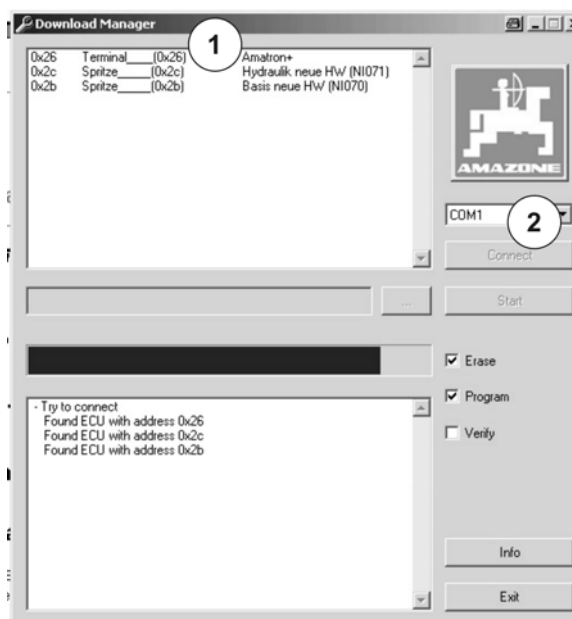 Download Manager
1
0x26 Terminal____(0x26) Amatron+
0x2c Spritze_____(0x2c) Hydraulik neue HW (NI071)
0x2b Spritze_____(0x2b) Basis neue HW (NI070)
AMAZONE
COM1
2
Connect
...
Start
Erase
Program
Verify
- Try to connect
Found ECU with address 0x26
Found ECU with address 0x2c
Found ECU with address 0x2b
Info
Exit